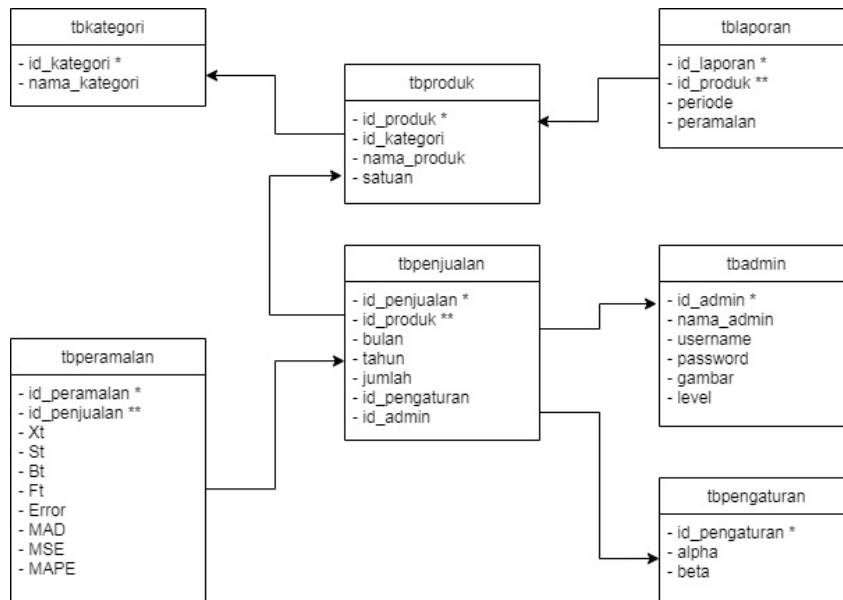 tbkategori
- id_kategori *
- nama_kategori
tbproduk
- id_produk *
- id_kategori
- nama_produk
- satuan
tblaporan
- id_laporan *
- id_produk **
- periode
- peramalan
tbpenjualan
- id_penjualan *
- id_produk **
- bulan
- tahun
- jumlah
- id_pengaturan
- id_admin
tbadmin
- id_admin *
- nama_admin
- username
- password
- gambar
- level
tbperamalan
- id_peramalan *
- id_penjualan **
- Xt
- St
- Bt
- Ft
- Error
- MAD
- MSE
- MAPE
tbpengaturan
- id_pengaturan *
- alpha
- beta